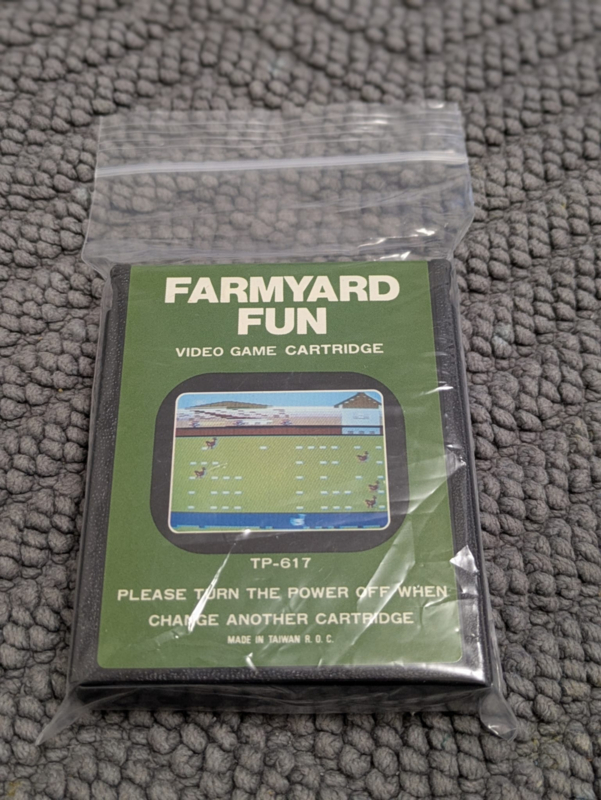 FARMYARD
FUN
VIDEO GAME CARTRIDGE
TP-617
PLEASE TURN THE POWER OFF WHEN
CHANGE ANOTHER CARTRIDGE
MADE IN TAIWAN R. O. C.